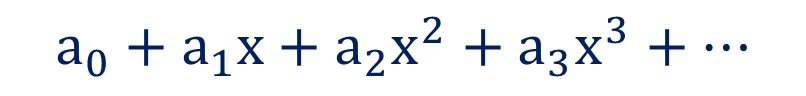 a₀ + a₁x + a₂x² + a₃x³ + ⋯